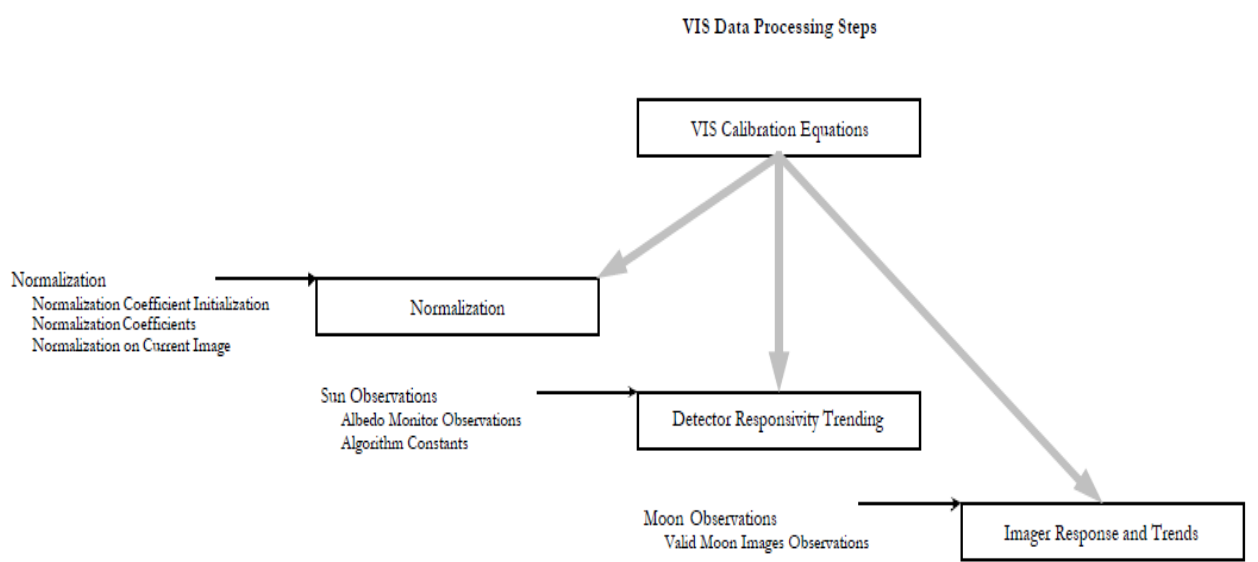 VIS Data Processing Steps
VIS Calibration Equations
Normalization
Normalization Coefficient Initialization
Normalization Coefficients
Normalization on Current Image
Normalization
Sun Observations
Albedo Monitor Observations
Algorithm Constants
Detector Responsivity Trending
Moon Observations
Valid Moon Images Observations
Imager Response and Trends